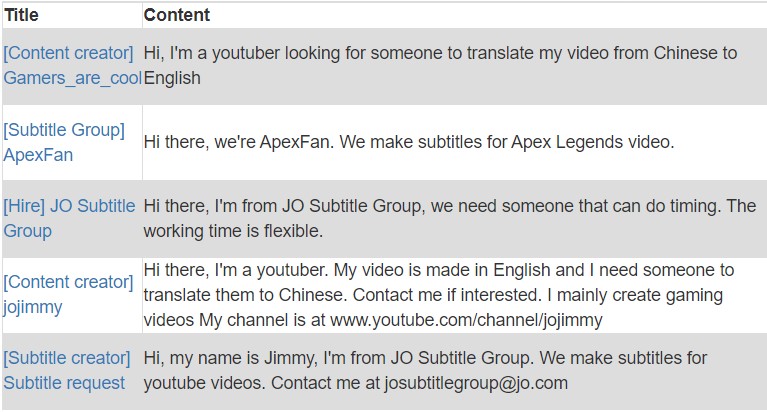 Title Content
[Content creator] Gamers_are_cool
Hi, I'm a youtuber looking for someone to translate my video from Chinese to
English
[Subtitle Group]
ApexFan
Hi there, we're ApexFan. We make subtitles for Apex Legends video.
[Hire] JO Subtitle
Group
Hi there, I'm from JO Subtitle Group, we need someone that can do timing. The
working time is flexible.
[Content creator]
jojimmy
Hi there, I'm a youtuber. My video is made in English and I need someone to
translate them to Chinese. Contact me if interested. I mainly create gaming
videos My channel is at www.youtube.com/channel/jojimmy
[Subtitle creator]
Subtitle request
Hi, my name is Jimmy, I'm from JO Subtitle Group. We make subtitles for
youtube videos. Contact me at josubtitlegroup@jo.com